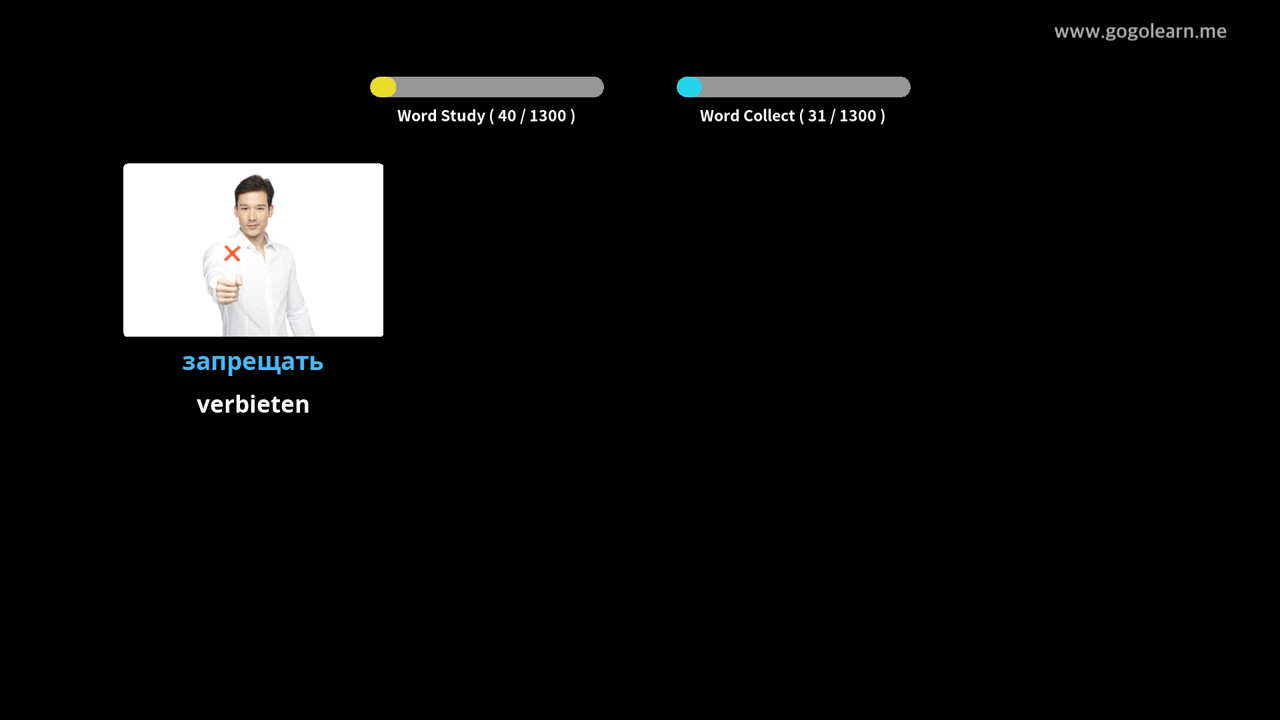 www.gogolearn.me
Word Study ( 40 / 1300 )
Word Collect ( 31 / 1300 )
запрещать
verbieten